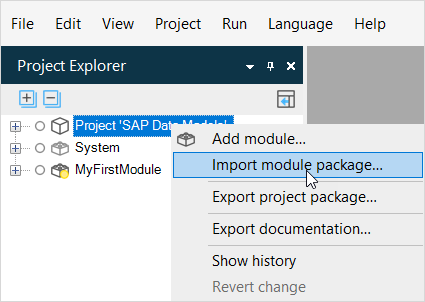 File Edit View Project Run Language Help
Project Explorer
Project 'SAP Data Models'
Add module...
System
Import module package...
MyFirstModule
Export project package...
Export documentation...
Show history
Revert change